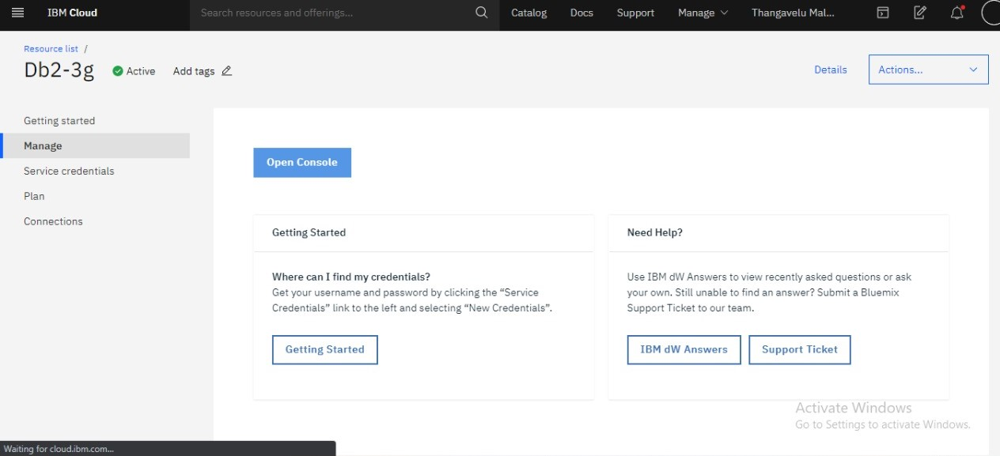 IBM Cloud
Search resources and offerings...
Catalog
Docs
Support
Manage
Thangavelu Mal...
Resource list /
Db2-3g
Active
Add tags
Details
Actions...
Getting started
Manage
Service credentials
Plan
Connections
Open Console
Getting Started
Where can I find my credentials?
Get your username and password by clicking the “Service
Credentials” link to the left and selecting “New Credentials”.
Getting Started
Need Help?
Use IBM dW Answers to view recently asked questions or ask
your own. Still unable to find an answer? Submit a Bluemix
Support Ticket to our team.
IBM dW Answers
Support Ticket
Activate Windows
Go to Settings to activate Windows.
Waiting for cloud.ibm.com...